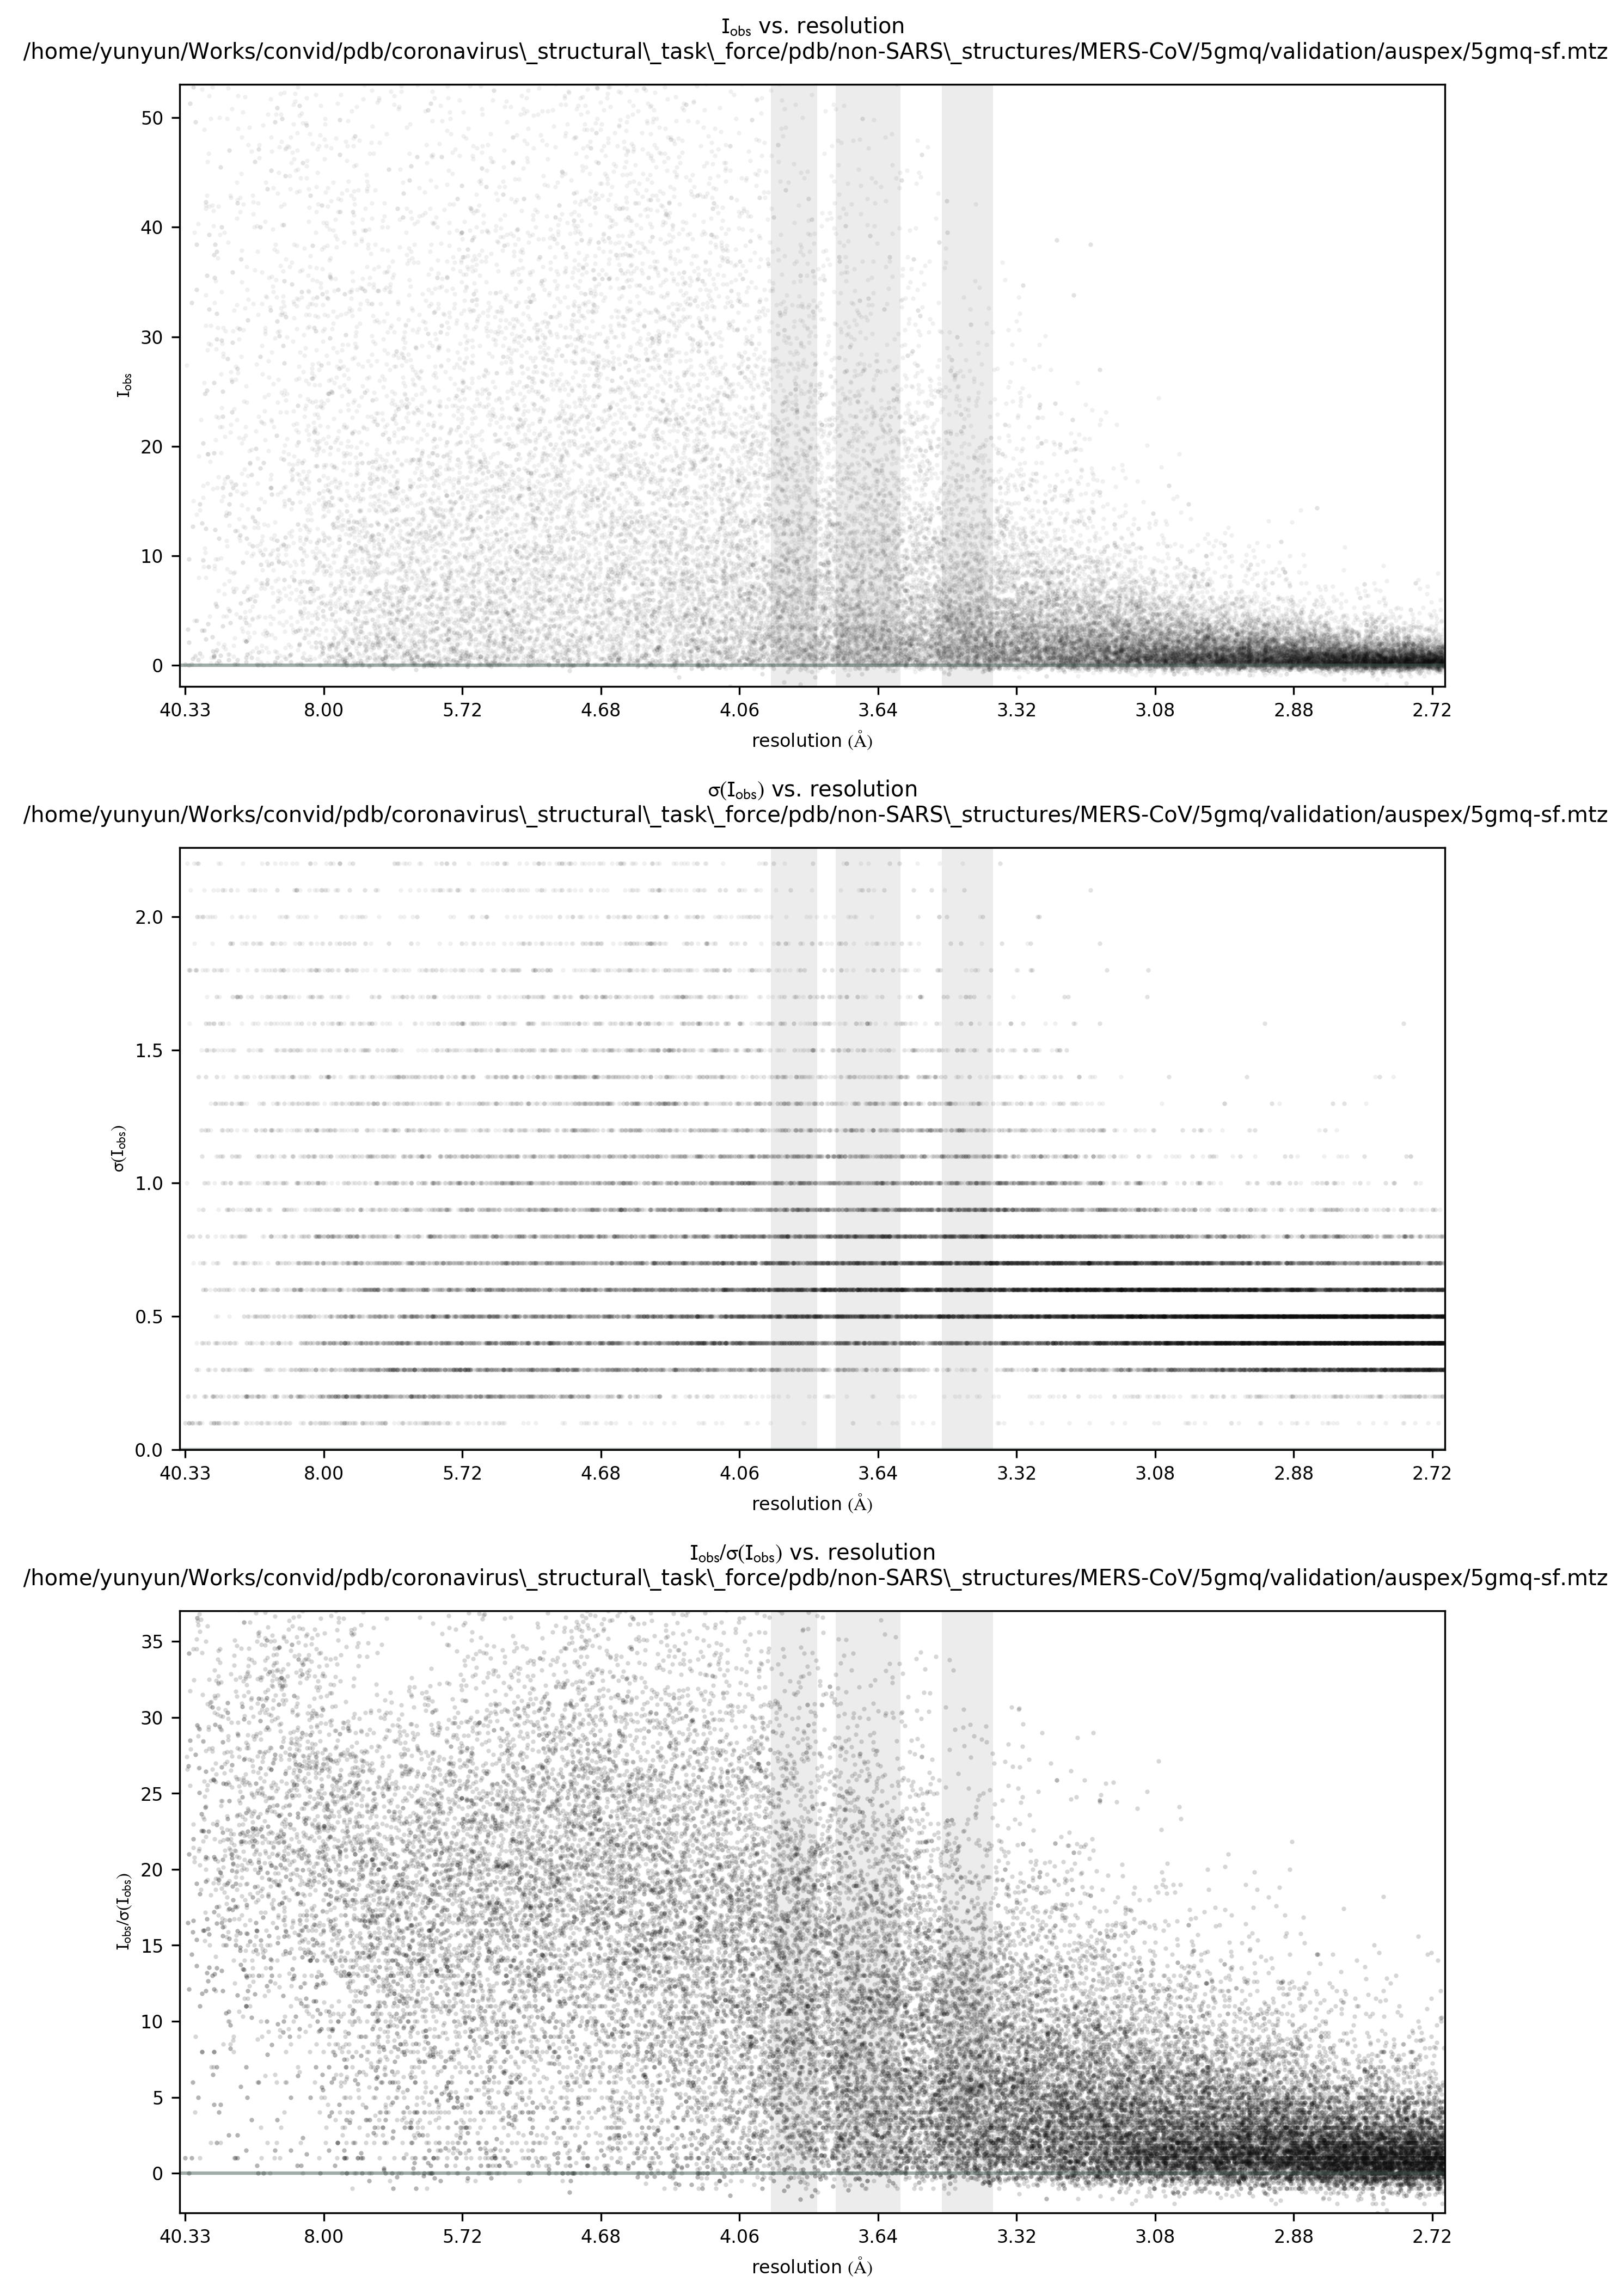 I_obs vs. resolution
/home/yunyun/Works/convid/pdb/coronavirus\_structural\_task\_force/pdb/non-SARS\_structures/MERS-CoV/5gmq/validation/auspex/5gmq-sf.mtz
50
40
30
20
10
0
I_obs
40.33 8.00 5.72 4.68 4.06 3.64 3.32 3.08 2.88 2.72
resolution (Å)
σ(I_obs) vs. resolution
/home/yunyun/Works/convid/pdb/coronavirus\_structural\_task\_force/pdb/non-SARS\_structures/MERS-CoV/5gmq/validation/auspex/5gmq-sf.mtz
2.0
1.5
1.0
0.5
0.0
σ(I_obs)
40.33 8.00 5.72 4.68 4.06 3.64 3.32 3.08 2.88 2.72
resolution (Å)
I_obs/σ(I_obs) vs. resolution
/home/yunyun/Works/convid/pdb/coronavirus\_structural\_task\_force/pdb/non-SARS\_structures/MERS-CoV/5gmq/validation/auspex/5gmq-sf.mtz
35
30
25
20
15
10
5
0
I_obs/σ(I_obs)
40.33 8.00 5.72 4.68 4.06 3.64 3.32 3.08 2.88 2.72
resolution (Å)